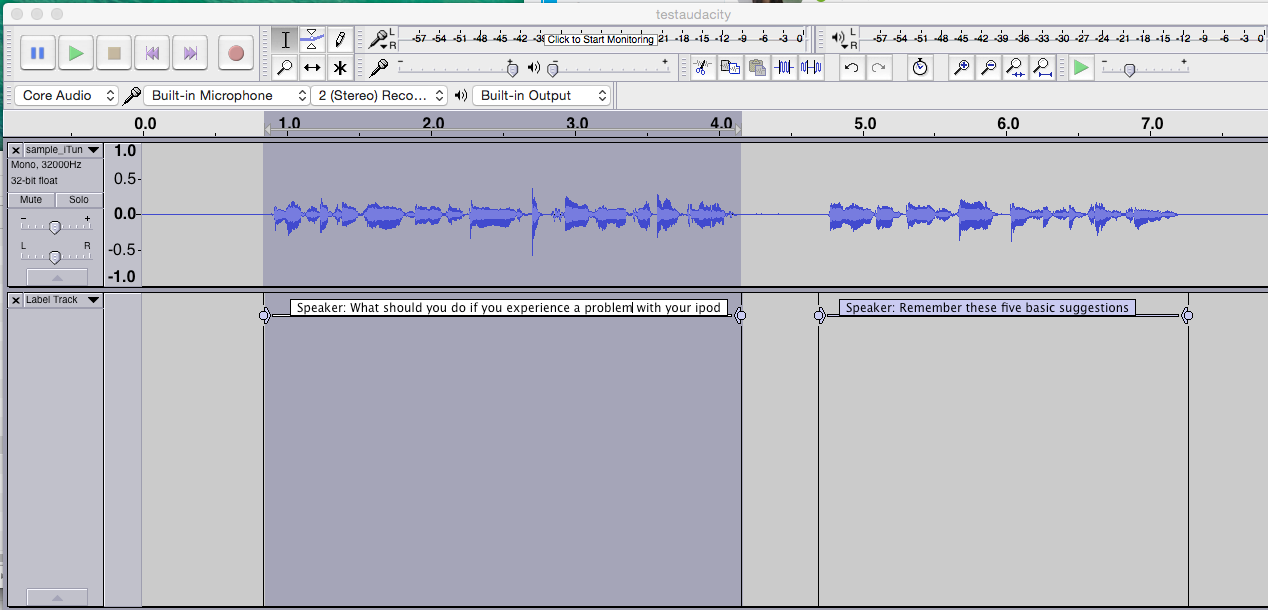 testaudacity
L
R
-57 -54 -51 -48 -45 -42 Click to Start Monitoring 21 -18 -15 -12 -9 -6 -3 0
L
R
-57 -54 -51 -48 -45 -42 -39 -36 -33 -30 -27 -24 -21 -18 -15 -12 -9 -6 -3 0
Core Audio Built-in Microphone 2 (Stereo) Reco... Built-in Output
0.0 1.0 2.0 3.0 4.0 5.0 6.0 7.0
sample_iTun
Mono, 32000Hz
32-bit float
Mute Solo
- +
L R
1.0
0.5-
0.0-
-0.5-
-1.0
Label Track
Speaker: What should you do if you experience a problem with your ipod
Speaker: Remember these five basic suggestions